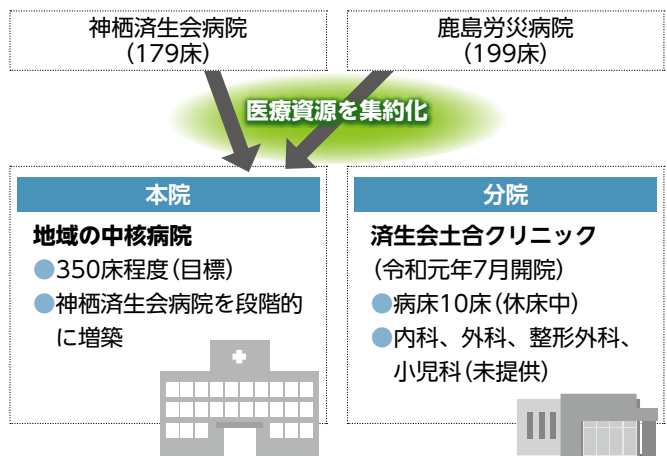 神栖済生会病院
(179床)
鹿島労災病院
(199床)
医療資源を集約化
本院
地域の中核病院
●350床程度(目標)
●神栖済生会病院を段階的
に増築
分院
済生会土合クリニック
(令和元年7月開院)
●病床10床(休床中)
●内科、外科、整形外科、
小児科(未提供)